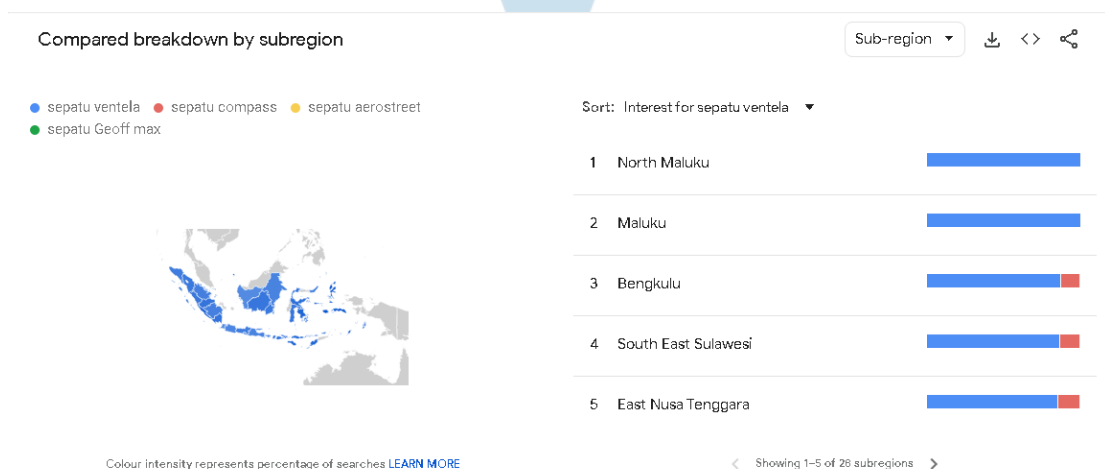 Compared breakdown by subregion
Sub-region
sepatu ventela sepatu compass sepatu aerostreet
sepatu Geoff max
Sort: Interest for sepatu ventela
1 North Maluku
2 Maluku
3 Bengkulu
4 South East Sulawesi
5 East Nusa Tenggara
Colour intensity represents percentage of searches LEARN MORE
Showing 1–5 of 28 subregions